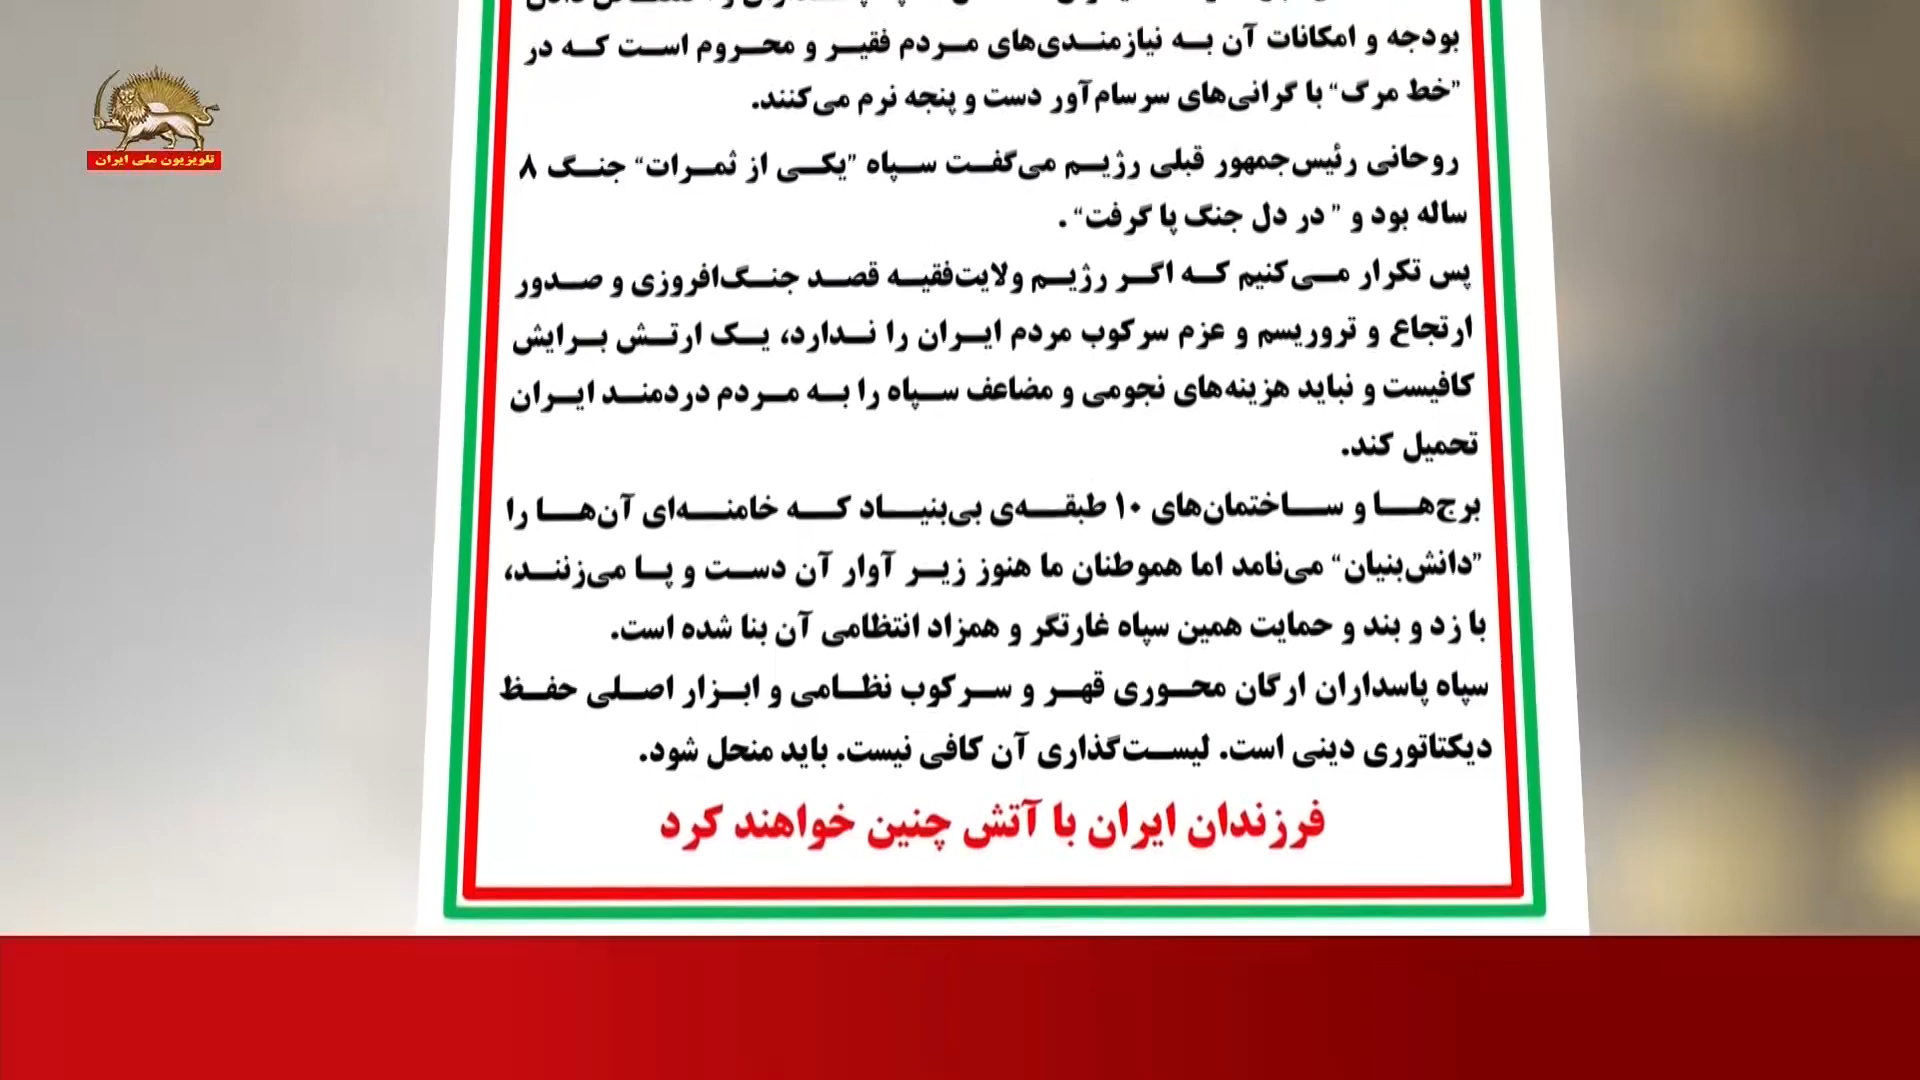 بودجه و امکانات آن به نیازمندی‌های مردم فقیر و محروم است که در
”خط مرگ“ با گرانی‌های سرسام‌آور دست و پنجه نرم می‌کنند.
روحانی رئیس‌جمهور قبلی رژیم می‌گفت سپاه ”یکی از ثمرات“ جنگ ۸
ساله بود و ” در دل جنگ پا گرفت“ .
پس تکرار می‌کنیم که اگر رژیم ولایت‌فقیه قصد جنگ‌افروزی و صدور
ارتجاع و تروریسم و عزم سرکوب مردم ایران را ندارد، یک ارتش برایش
کافیست و نباید هزینه‌های نجومی و مضاعف سپاه را به مردم دردمند ایران
تحمیل کند.
برج‌ها و ساختمان‌های ۱۰ طبقه‌ی بی‌بنیاد که خامنه‌ای آن‌ها را
”دانش‌بنیان“ می‌نامد اما هموطنان ما هنوز زیر آوار آن دست و پا می‌زنند،
با زد و بند و حمایت همین سپاه غارتگر و همزاد انتظامی آن بنا شده است.
سپاه پاسداران ارگان محوری قهر و سرکوب نظامی و ابزار اصلی حفظ
دیکتاتوری دینی است. لیست‌گذاری آن کافی نیست. باید منحل شود.
فرزندان ایران با آتش چنین خواهند کرد
تلویزیون ملی ایران